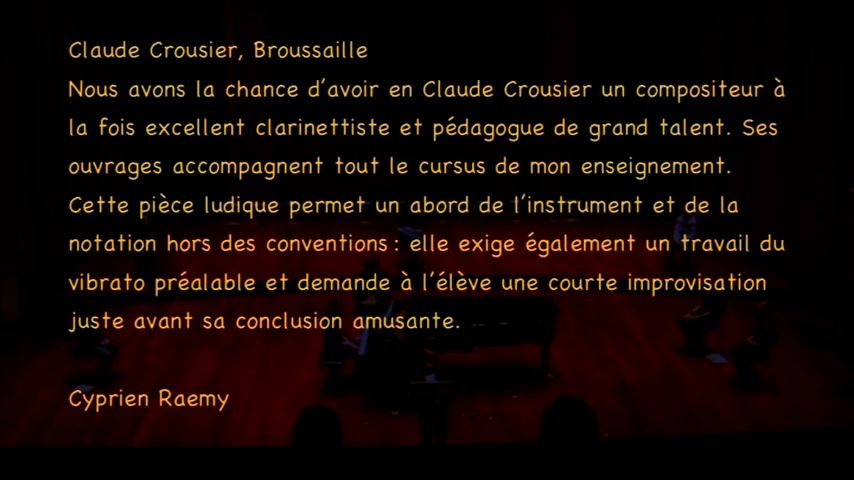 Claude Crousier, Broussaille
Nous avons la chance d'avoir en Claude Crousier un compositeur à
la fois excellent clarinettiste et pédagogue de grand talent. Ses
ouvrages accompagnent tout le cursus de mon enseignement.
Cette pièce ludique permet un abord de l'instrument et de la
notation hors des conventions : elle exige également un travail du
vibrato préalable et demande à l'élève une courte improvisation
juste avant sa conclusion amusante.
Cyprien Raemy